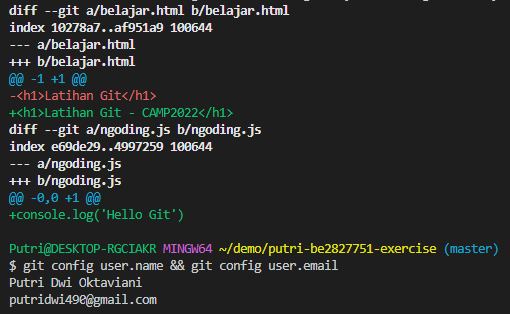 diff --git a/belajar.html b/belajar.html
index 10278a7..af951a9 100644
--- a/belajar.html
+++ b/belajar.html
@@ -1 +1 @@
-<h1>Latihan Git</h1>
+<h1>Latihan Git - CAMP2022</h1>
diff --git a/ngoding.js b/ngoding.js
index e69de29..4997259 100644
--- a/ngoding.js
+++ b/ngoding.js
@@ -0,0 +1 @@
+console.log('Hello Git')
Putri@DESKTOP-RGCIAKR MINGW64 ~/demo/putri-be2827751-exercise (master)
$ git config user.name && git config user.email
Putri Dwi Oktaviani
putridwi490@gmail.com